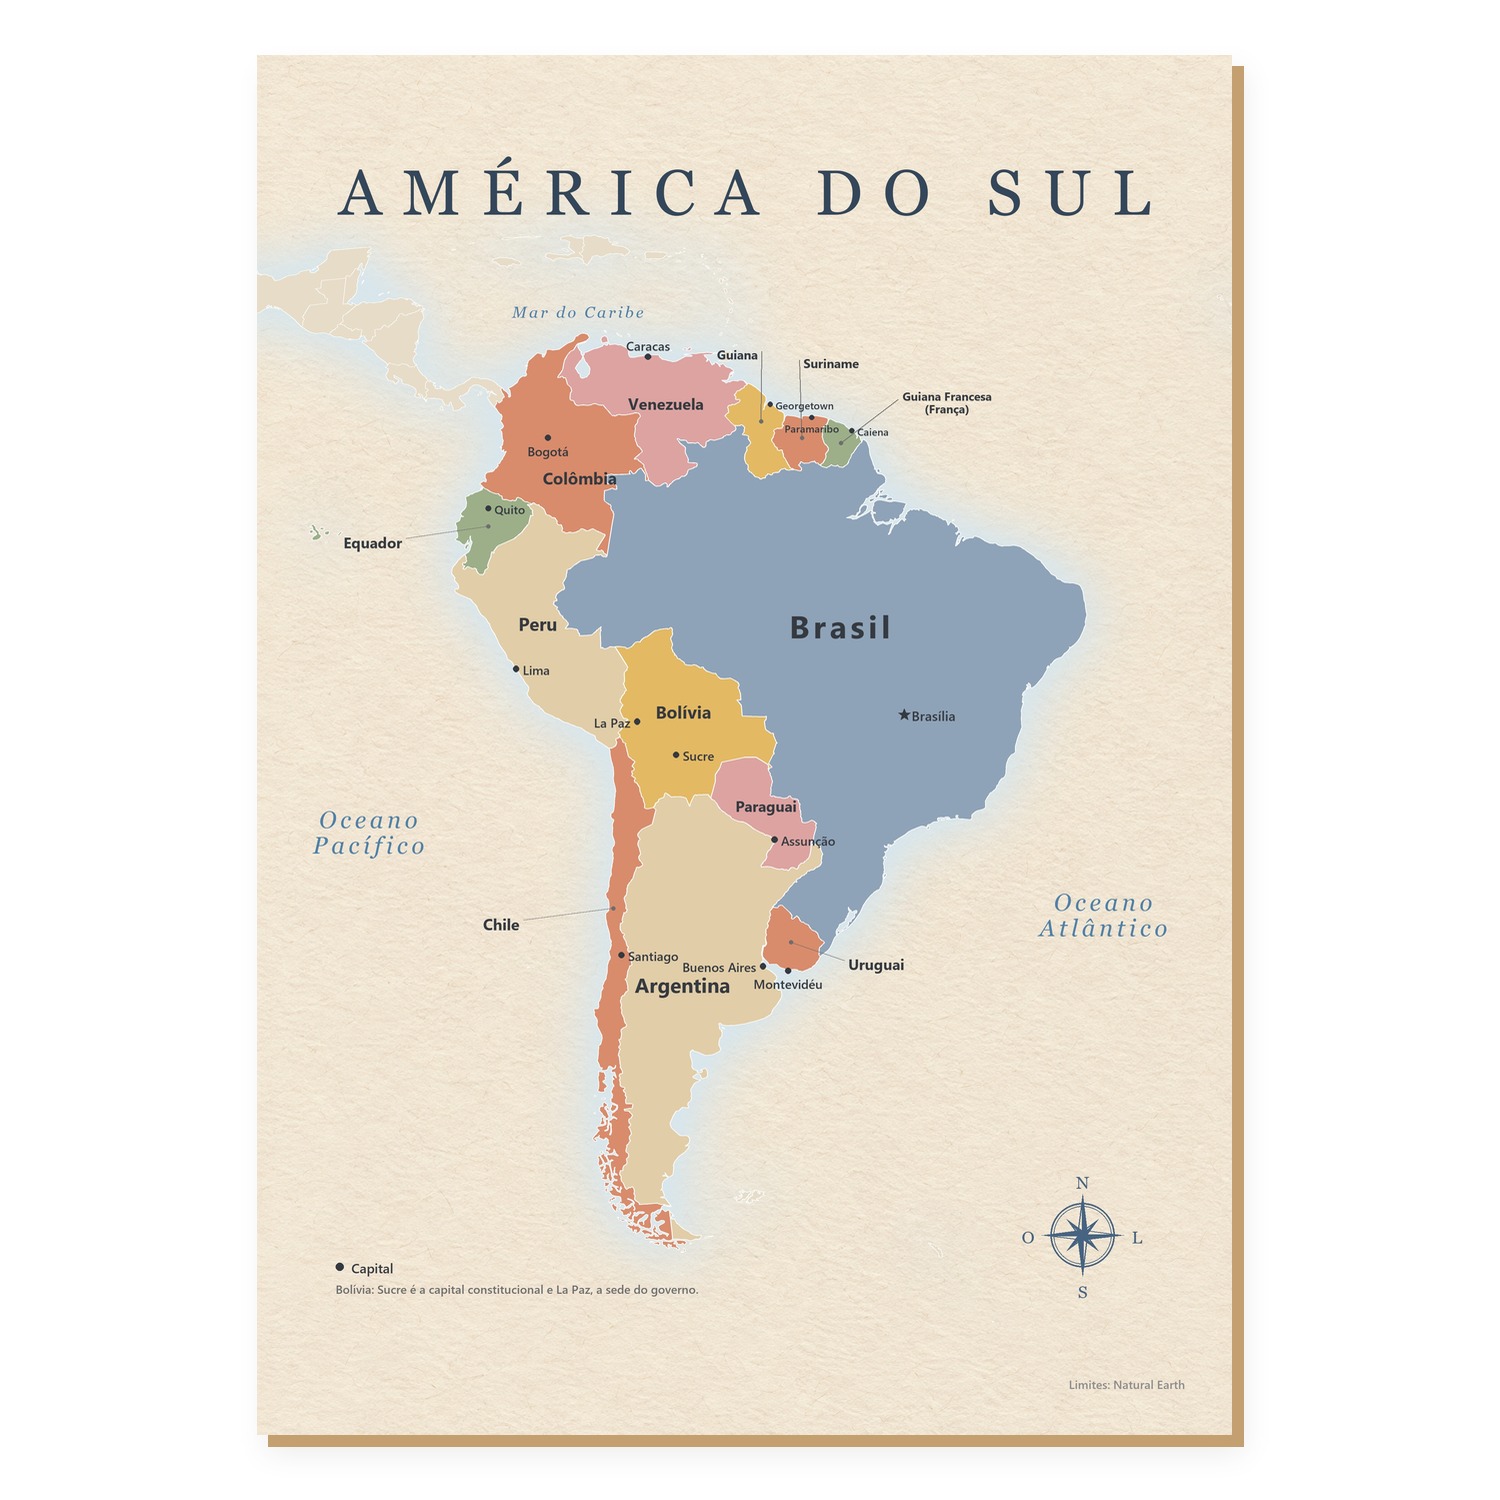 AMÉRICA DO SUL
Mar do Caribe
Caracas
Guiana
Suriname
Venezuela
Georgetown
Guiana Francesa
(França)
Paramaribo
Caiena
Bogotá
Colômbia
Quito
Equador
Peru
Brasil
Lima
La Paz
Bolívia
Brasília
Sucre
Paraguai
Oceano
Pacífico
Assunção
Oceano
Atlântico
Chile
Santiago
Buenos Aires
Uruguai
Argentina
Montevidéu
N
O
L
S
Capital
Bolívia: Sucre é a capital constitucional e La Paz, a sede do governo.
Limites: Natural Earth